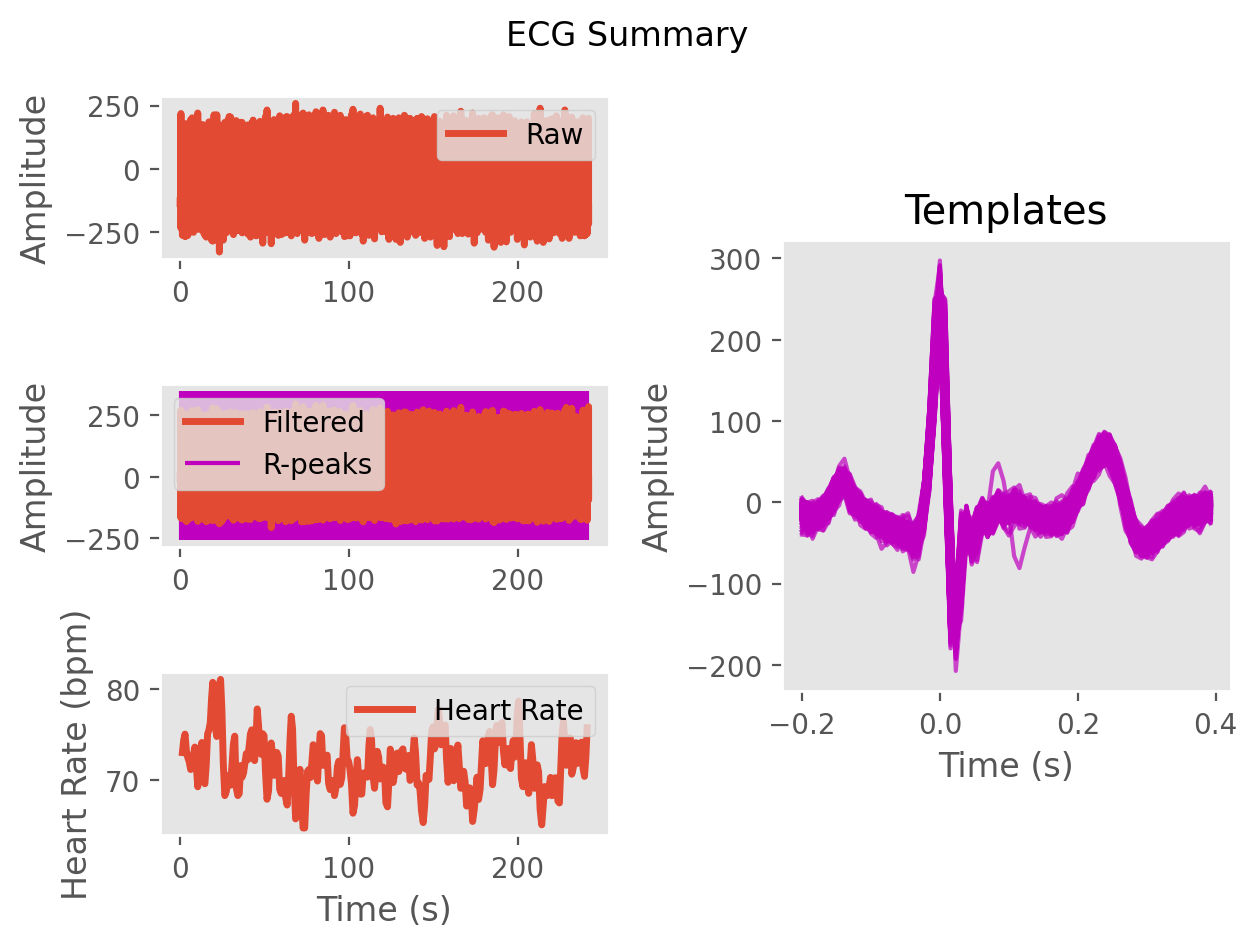 ECG Summary
Amplitude
250
0
−250
Raw
0 100 200
Amplitude
250
0
−250
Filtered
R-peaks
0 100 200
Heart Rate (bpm)
80
70
Heart Rate
0 100 200
Time (s)
Templates
Amplitude
300
200
100
0
−100
−200
−0.2 0.0 0.2 0.4
Time (s)